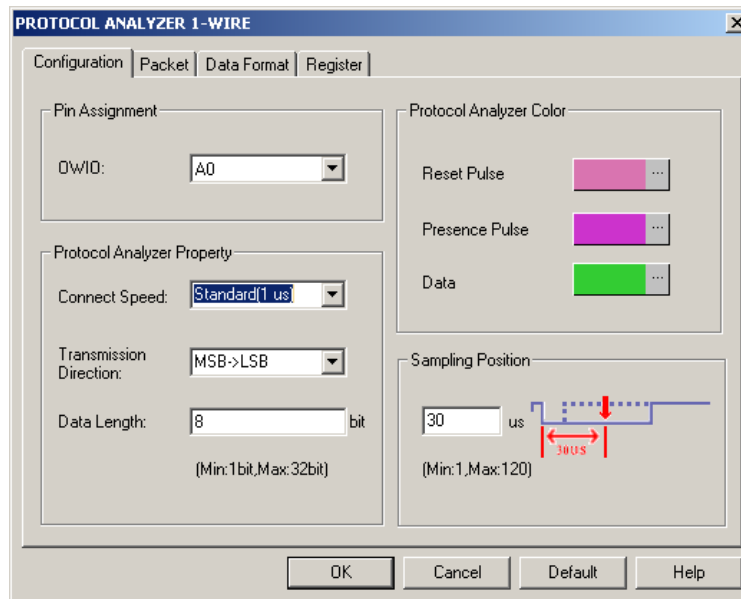 PROTOCOL ANALYZER 1-WIRE
Configuration Packet Data Format Register
Pin Assignment
OWIO: A0
Protocol Analyzer Property
Connect Speed: Standard(1 us)
Transmission Direction: MSB->LSB
Data Length: 8 bit
(Min:1bit,Max:32bit)
Protocol Analyzer Color
Reset Pulse ...
Presence Pulse ...
Data ...
Sampling Position
30 us
30US
(Min:1,Max:120)
OK Cancel Default Help